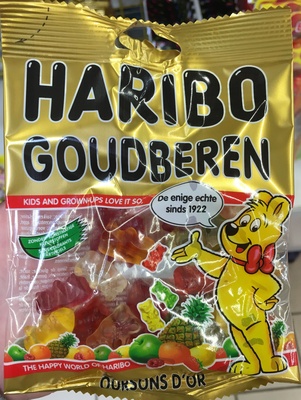 HARIBO
GOUDBEREN
KIDS AND GROWN-UPS LOVE IT SO.
De enige echte
sinds 1922
THE HAPPY WORLD OF HARIBO
OURSONS D'OR